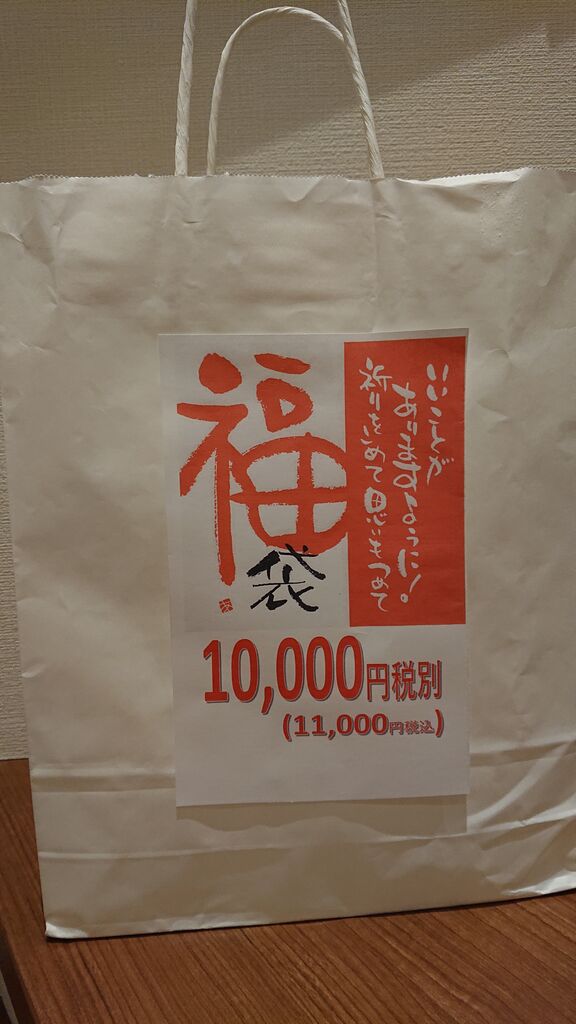 福袋
いいことが
ありますように!
祈りをこめて思いもつめて
10,000円税別
(11,000円税込)